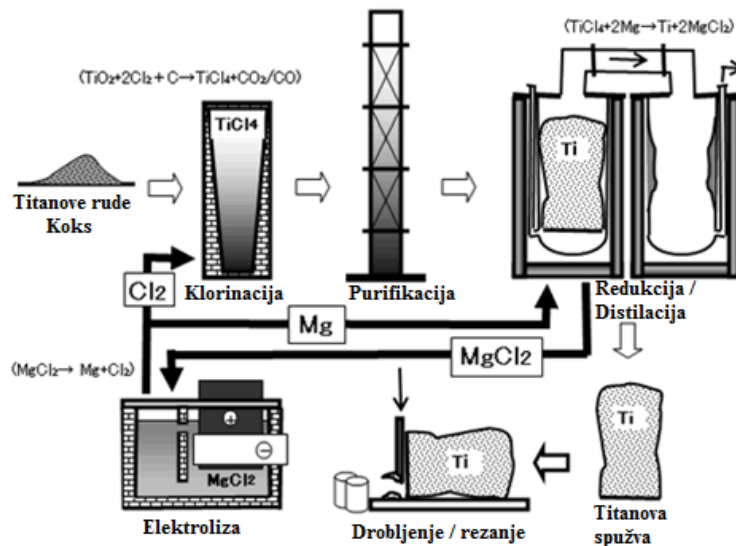 (TiCl₄+2Mg→Ti+2MgCl₂)
(TiO₂+2Cl₂+C→TiCl₄+CO₂/CO)
TiCl₄
Ti
Titanove rude
Koks
Klorinacija
Purifikacija
Redukcija /
Distilacija
Cl₂
Mg
MgCl₂
(MgCl₂→ Mg+Cl₂)
+
−
MgCl₂
Ti
Ti
Elektroliza
Drobljenje / rezanje
Titanova
spužva